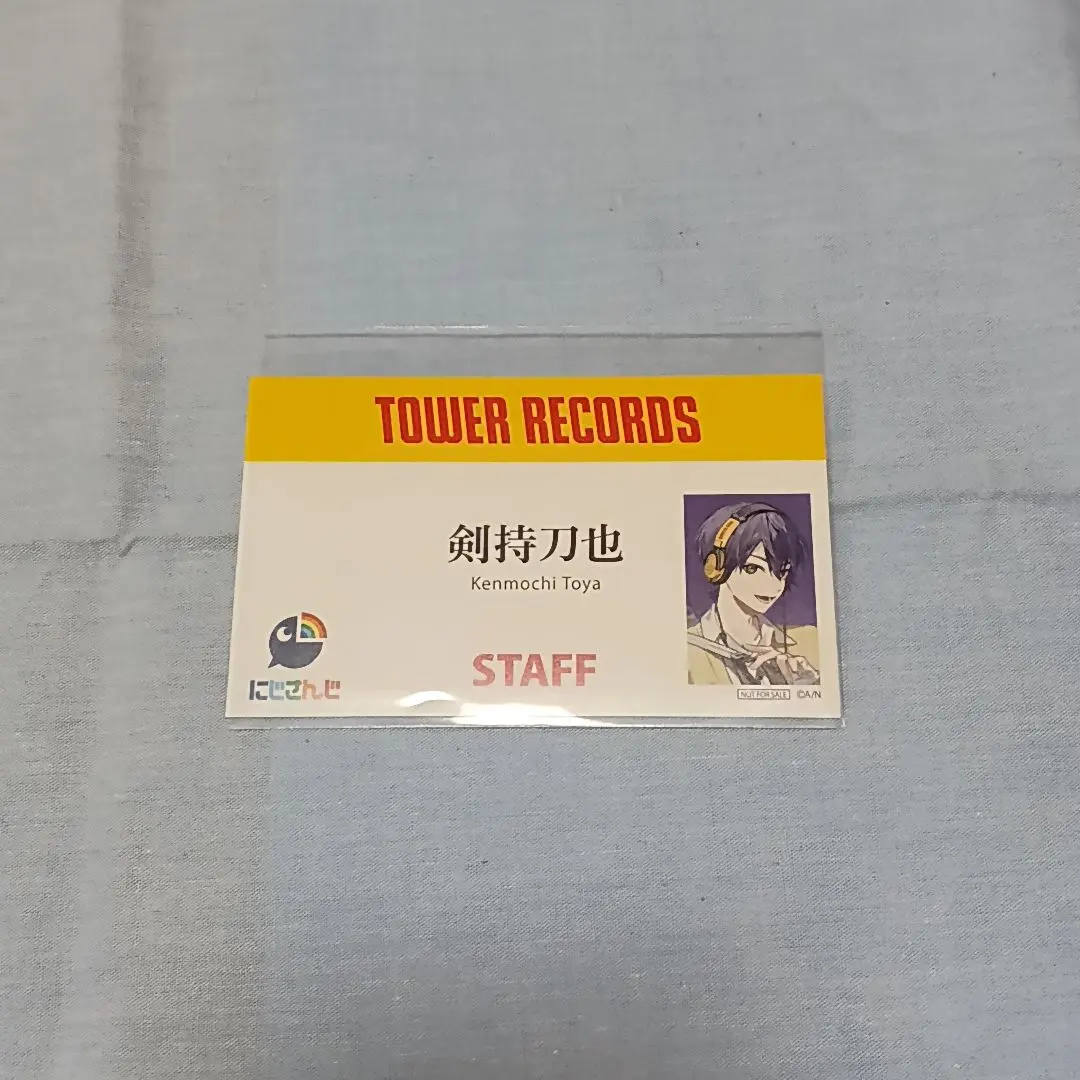 TOWER RECORDS
剣持刀也
Kenmochi Toya
STAFF
にじさんじ
NOT FOR SALE ©A/N